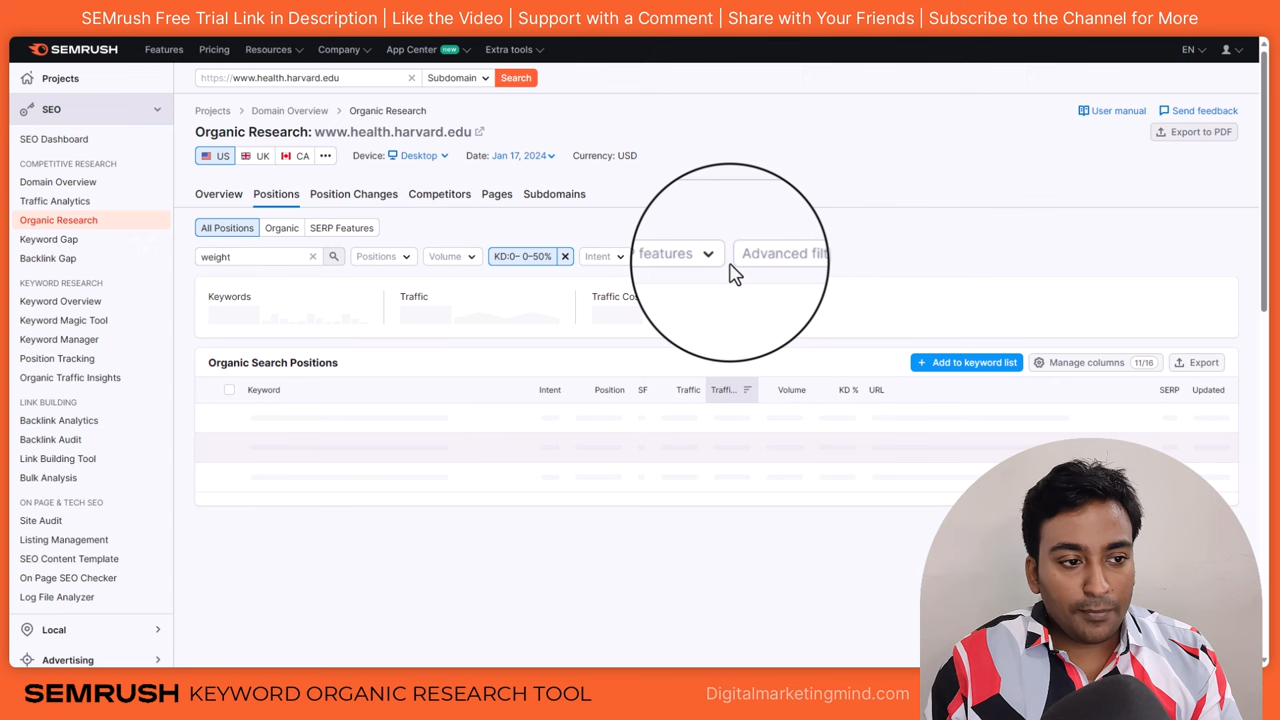 SEMrush Free Trial Link in Description | Like the Video | Support with a Comment | Share with Your Friends | Subscribe to the Channel for More
SEMRUSH Features Pricing Resources Company App Center new Extra tools EN
Projects
https://www.health.harvard.edu Subdomain Search
SEO
Projects > Domain Overview > Organic Research
User manual Send feedback
Organic Research: www.health.harvard.edu
Export to PDF
US UK CA ••• Device: Desktop Date: Jan 17, 2024 Currency: USD
Overview Positions Position Changes Competitors Pages Subdomains
All Positions Organic SERP Features
weight Positions Volume KD:0– 0–50% Intent features Advanced filt
Keywords Traffic Traffic Cos
Organic Search Positions
+ Add to keyword list Manage columns 11/16 Export
Keyword Intent Position SF Traffic Traffi... Volume KD % URL SERP Updated
SEO Dashboard
COMPETITIVE RESEARCH
Domain Overview
Traffic Analytics
Organic Research
Keyword Gap
Backlink Gap
KEYWORD RESEARCH
Keyword Overview
Keyword Magic Tool
Keyword Manager
Position Tracking
Organic Traffic Insights
LINK BUILDING
Backlink Analytics
Backlink Audit
Link Building Tool
Bulk Analysis
ON PAGE & TECH SEO
Site Audit
Listing Management
SEO Content Template
On Page SEO Checker
Log File Analyzer
Local
Advertising
SEMRUSH KEYWORD ORGANIC RESEARCH TOOL
Digitalmarketingmind.com